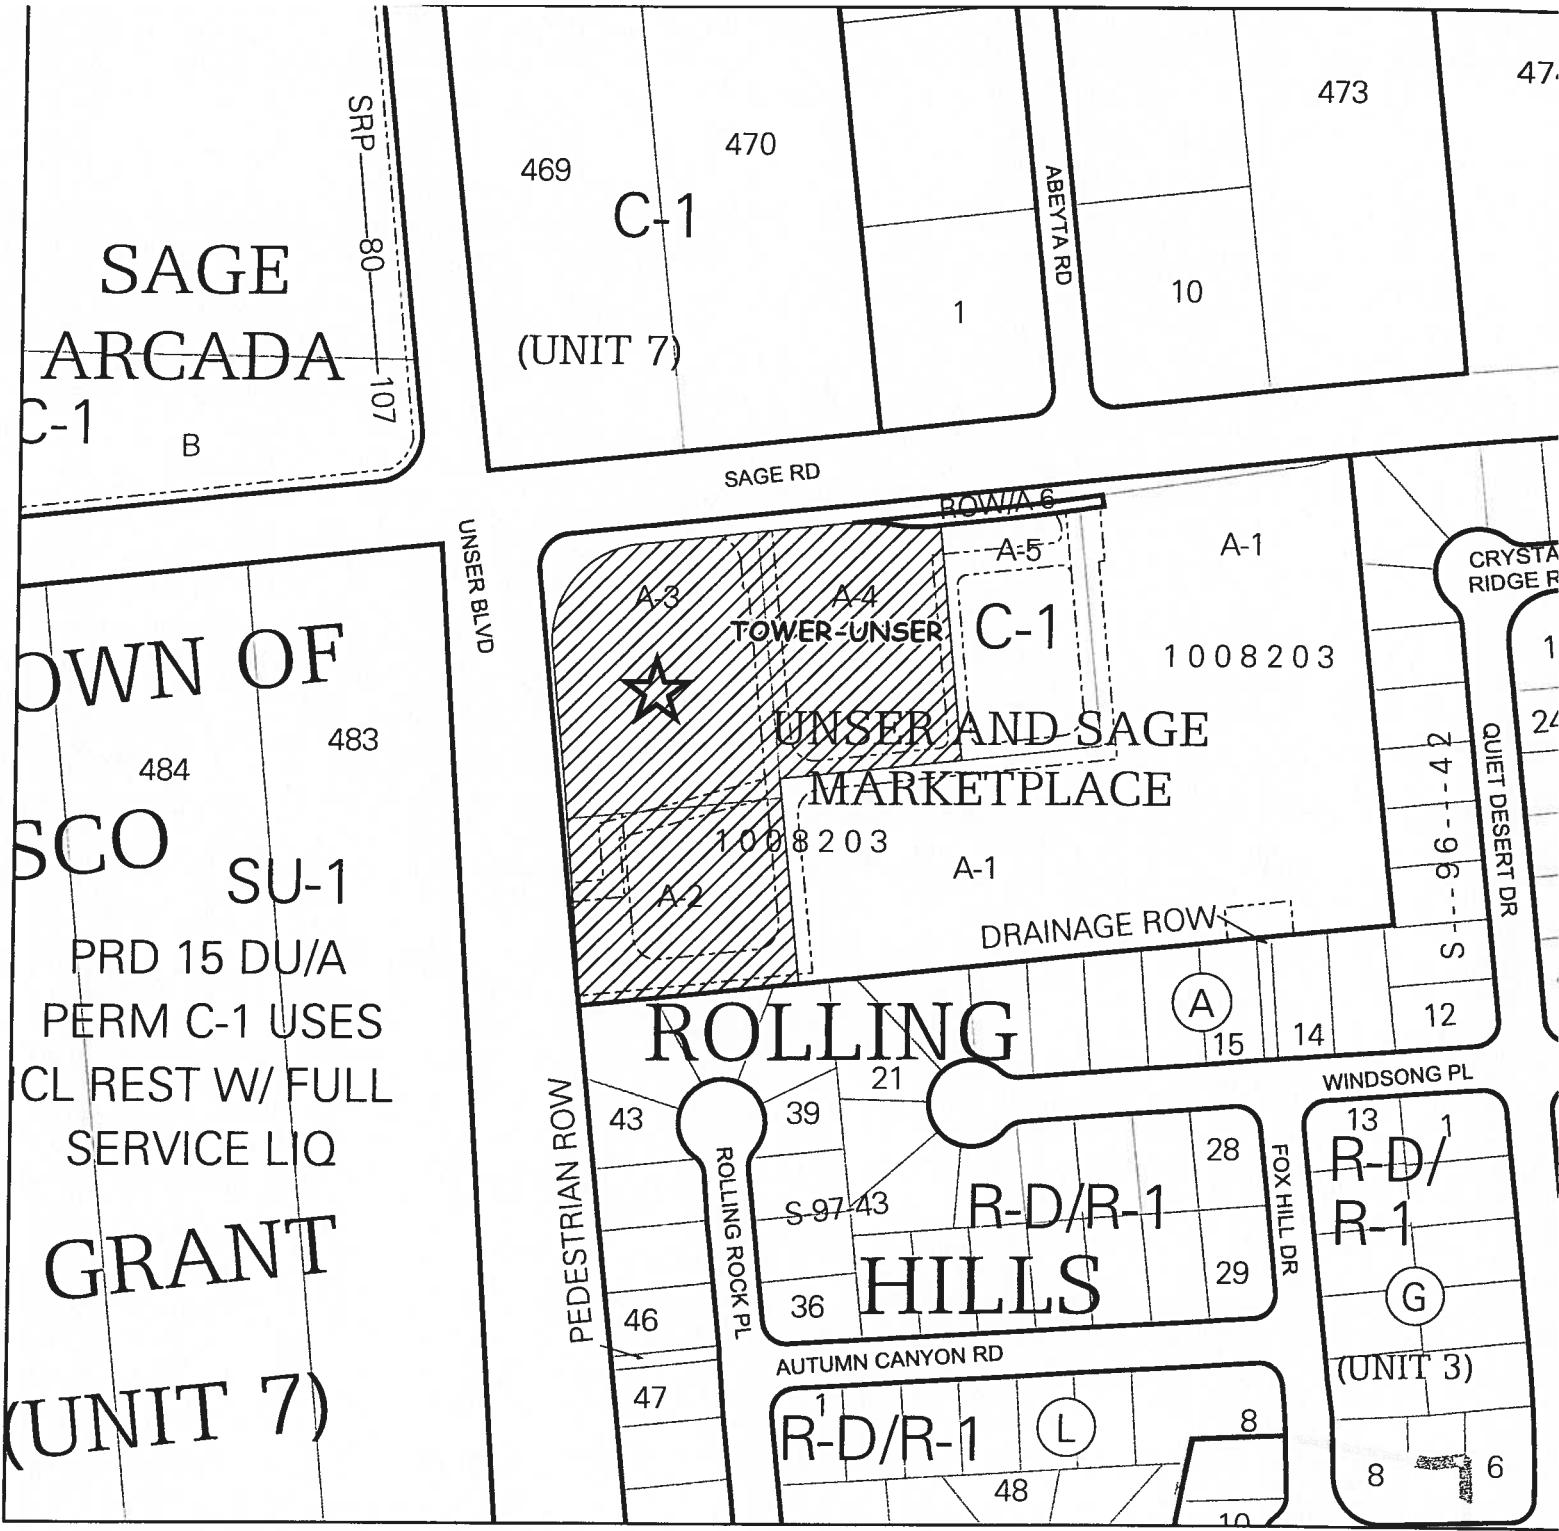 473
47
SRP
470
469
C-1
ABEYTA RD
80
SAGE
10
1
ARCADA
(UNIT 7)
107
C-1
B
SAGE RD
ROW/A-6
UNSER BLVD
A-5
A-1
CRYSTA
RIDGE R
A-3
A-4
TOWER-UNSER
C-1
1008203
1
OWN OF
24
483
UNSER AND SAGE
484
MARKETPLACE
QUIET DESERT DR
S--96-42
SCO
1008203
A-1
SU-1
A-2
DRAINAGE ROW
PRD 15 DU/A
PERM C-1 USES
ROLLING
A
15
14
12
CL REST W/ FULL
21
WINDSONG PL
PEDESTRIAN ROW
43
39
13
1
SERVICE LIQ
ROLLING ROCK PL
28
FOX HILL DR
R-D/
R-1
S-97-43
R-D/R-1
GRANT
HILLS
29
36
G
46
AUTUMN CANYON RD
(UNIT 3)
47
(UNIT 7)
1
R-D/R-1
L
8
48
8
6
10